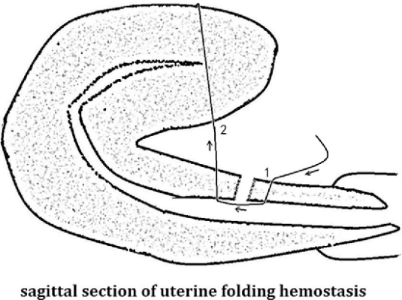 2
1
sagittal section of uterine folding hemostasis